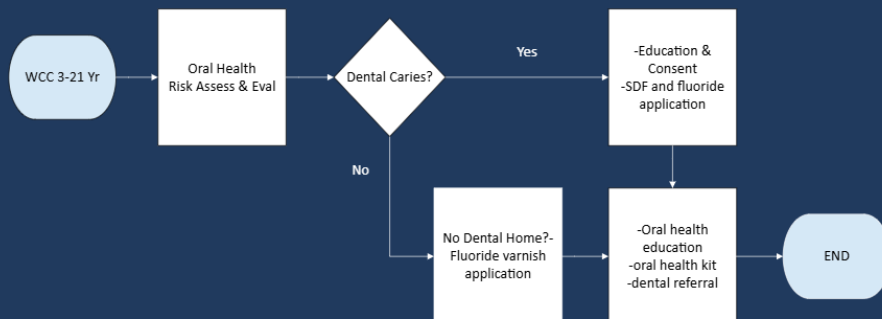 WCC 3-21 Yr
Oral Health
Risk Assess & Eval
Dental Caries?
Yes
-Education &
Consent
-SDF and fluoride
application
No
No Dental Home?-
Fluoride varnish
application
-Oral health
education
-oral health kit
-dental referral
END